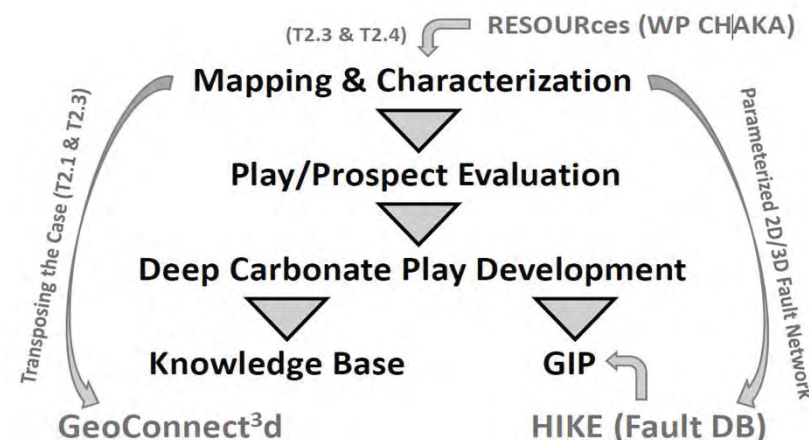 (T2.3 & T2.4)
RESOURces (WP CHAKA)
Mapping & Characterization
Transposing the Case (T2.1 & T2.3)
Parameterized 2D/3D Fault Network
Play/Prospect Evaluation
Deep Carbonate Play Development
Knowledge Base
GIP
GeoConnect³d
HIKE (Fault DB)